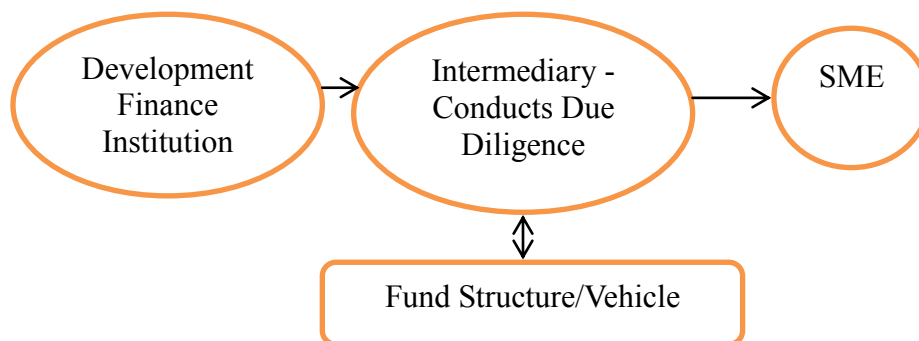 Development
Finance
Institution
Intermediary -
Conducts Due
Diligence
SME
Fund Structure/Vehicle